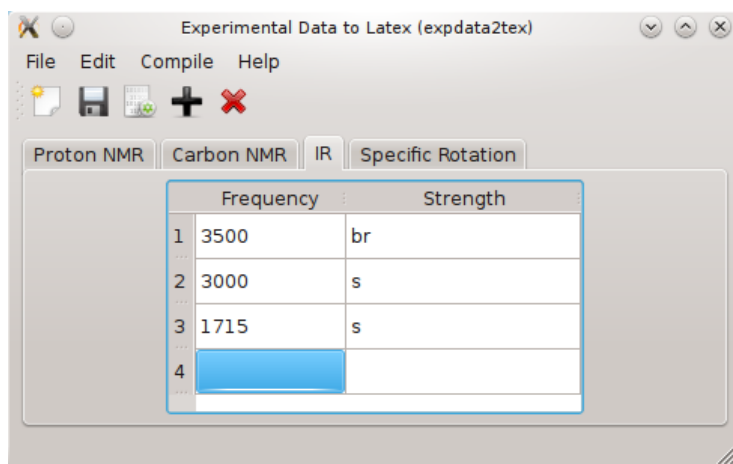 Experimental Data to Latex (expdata2tex)
File Edit Compile Help
Proton NMR Carbon NMR IR Specific Rotation
Frequency Strength
1 3500 br
2 3000 s
3 1715 s
4